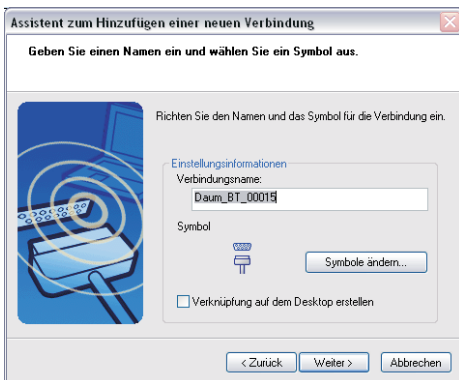 Assistent zum Hinzufügen einer neuen Verbindung
Geben Sie einen Namen ein und wählen Sie ein Symbol aus.
Richten Sie den Namen und das Symbol für die Verbindung ein.
Einstellungsinformationen
Verbindungsname:
Daum_BT_00015
Symbol
Symbole ändern...
Verknüpfung auf dem Desktop erstellen
< Zurück Weiter > Abbrechen